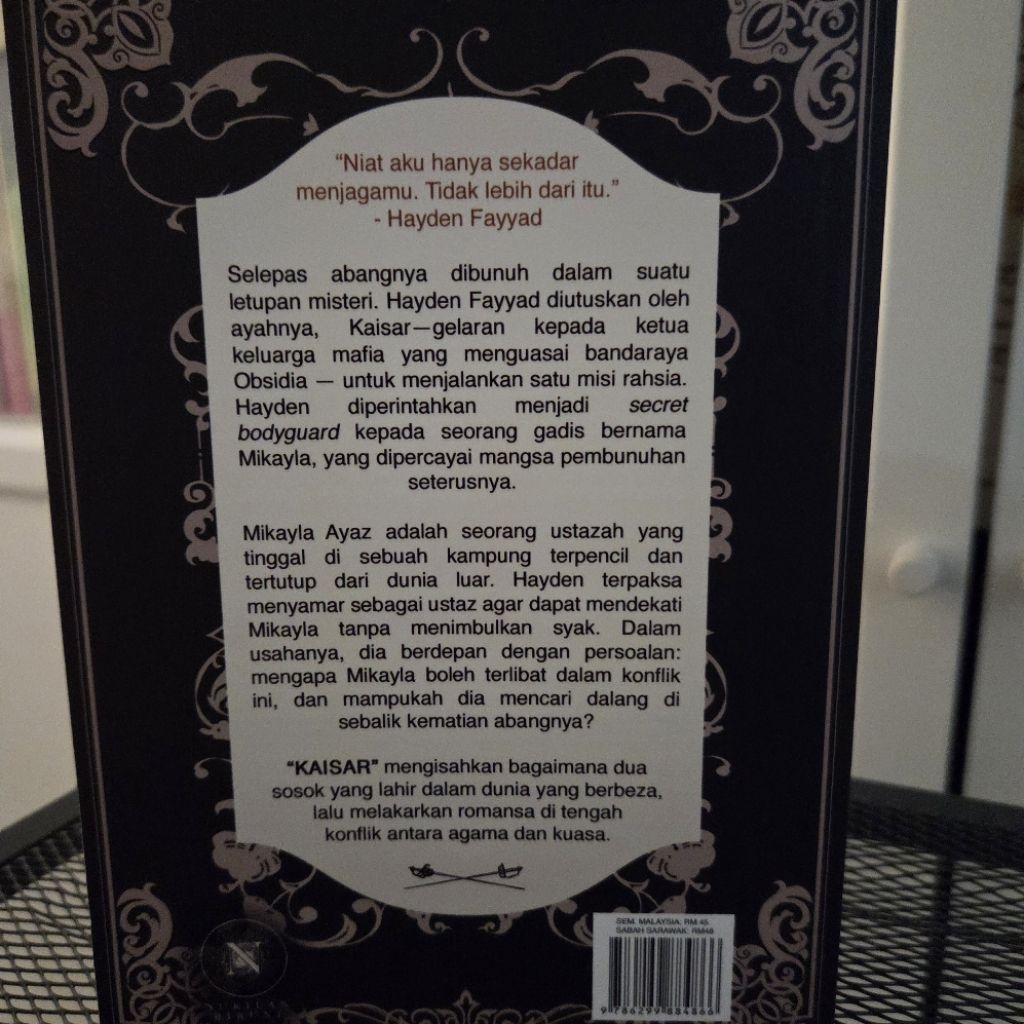 “Niat aku hanya sekadar
menjagamu. Tidak lebih dari itu.”
- Hayden Fayyad
Selepas abangnya dibunuh dalam suatu
letupan misteri. Hayden Fayyad diutuskan oleh
ayahnya, Kaisar—gelaran kepada ketua
keluarga mafia yang menguasai bandaraya
Obsidia — untuk menjalankan satu misi rahsia.
Hayden diperintahkan menjadi secret
bodyguard kepada seorang gadis bernama
Mikayla, yang dipercayai mangsa pembunuhan
seterusnya.
Mikayla Ayaz adalah seorang ustazah yang
tinggal di sebuah kampung terpencil dan
tertutup dari dunia luar. Hayden terpaksa
menyamar sebagai ustaz agar dapat mendekati
Mikayla tanpa menimbulkan syak. Dalam
usahanya, dia berdepan dengan persoalan:
mengapa Mikayla boleh terlibat dalam konflik
ini, dan mampukah dia mencari dalang di
sebalik kematian abangnya?
“KAISAR” mengisahkan bagaimana dua
sosok yang lahir dalam dunia yang berbeza,
lalu melakarkan romansa di tengah
konflik antara agama dan kuasa.
SEM. MALAYSIA: RM 45
SABAH SARAWAK: RM48
9 786299 884866
N